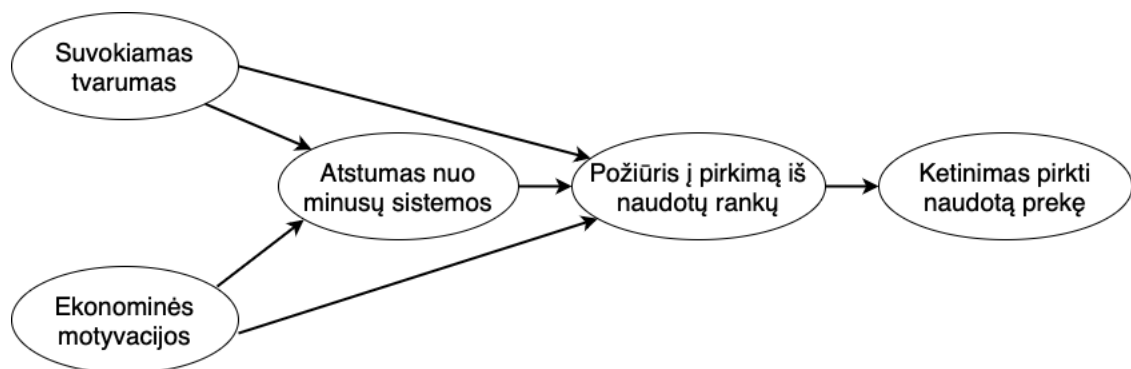 Suvokiamas
tvarumas
Atstumas nuo
minusų sistemos
Požiūris į pirkimą iš
naudotų rankų
Ketinimas pirkti
naudotą prekę
Ekonominės
motyvacijos